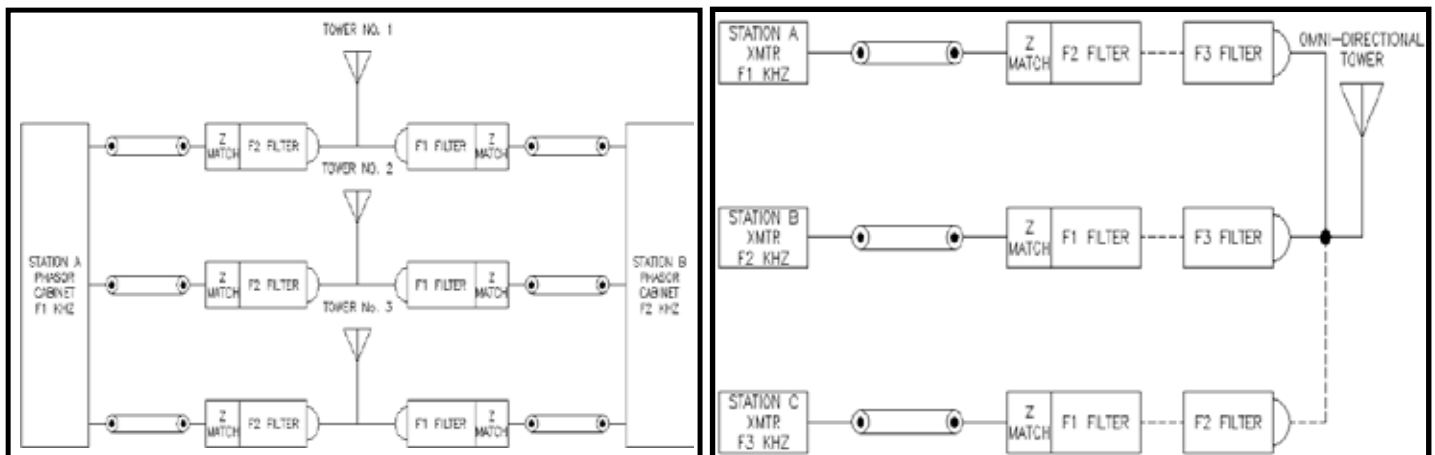 TOWER NO. 1
Z MATCH
F2 FILTER
F1 FILTER
Z MATCH
TOWER NO. 2
STATION A
PHASOR
CABINET
F1 KHZ
Z MATCH
F2 FILTER
F1 FILTER
Z MATCH
STATION B
PHASOR
CABINET
F2 KHZ
TOWER No. 3
Z MATCH
F2 FILTER
F1 FILTER
Z MATCH
STATION A
XMTR
F1 KHZ
Z MATCH
F2 FILTER
F3 FILTER
OMNI-DIRECTIONAL
TOWER
STATION B
XMTR
F2 KHZ
Z MATCH
F1 FILTER
F3 FILTER
STATION C
XMTR
F3 KHZ
Z MATCH
F1 FILTER
F2 FILTER